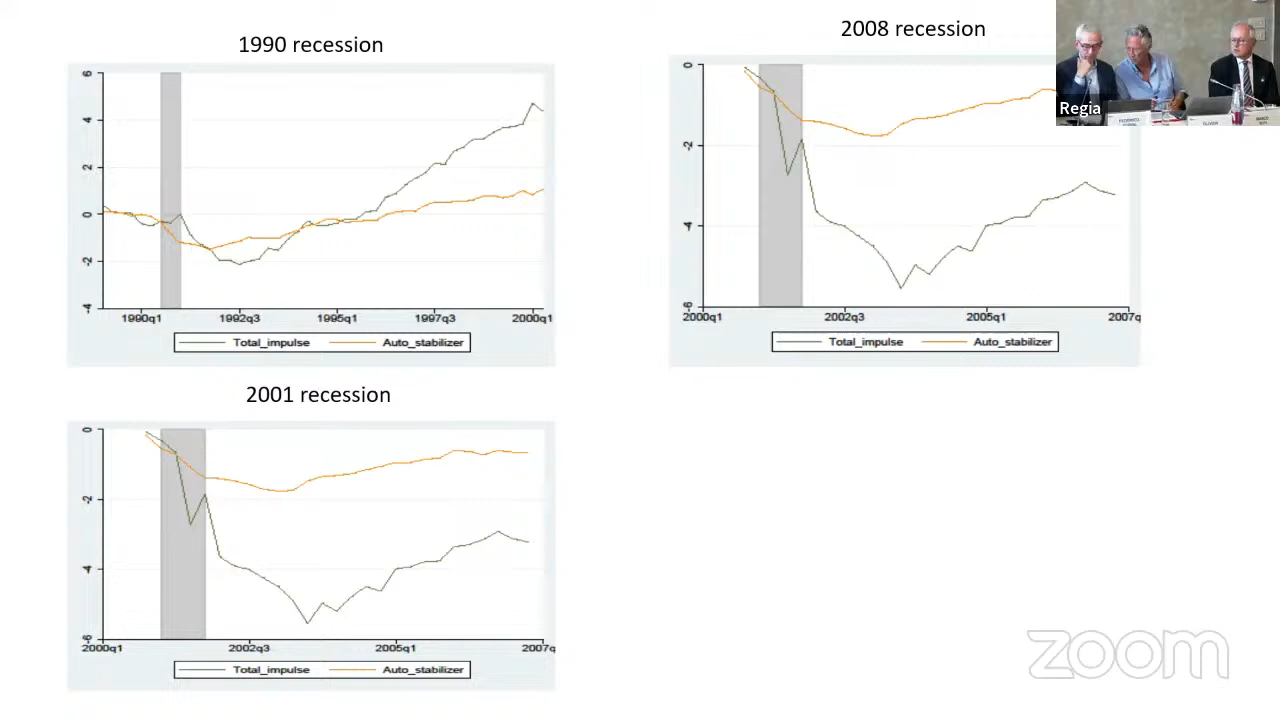 1990 recession
6
4
2
0
-2
-4
1990q1
1992q3
1995q1
1997q3
2000q1
Total_impulse
Auto_stabilizer
2008 recession
0
-2
-4
-6
2000q1
2002q3
2005q1
2007q
Total_impulse
Auto_stabilizer
Regia
2001 recession
0
-2
-4
-6
2000q1
2002q3
2005q1
2007q
Total_impulse
Auto_stabilizer
zoom